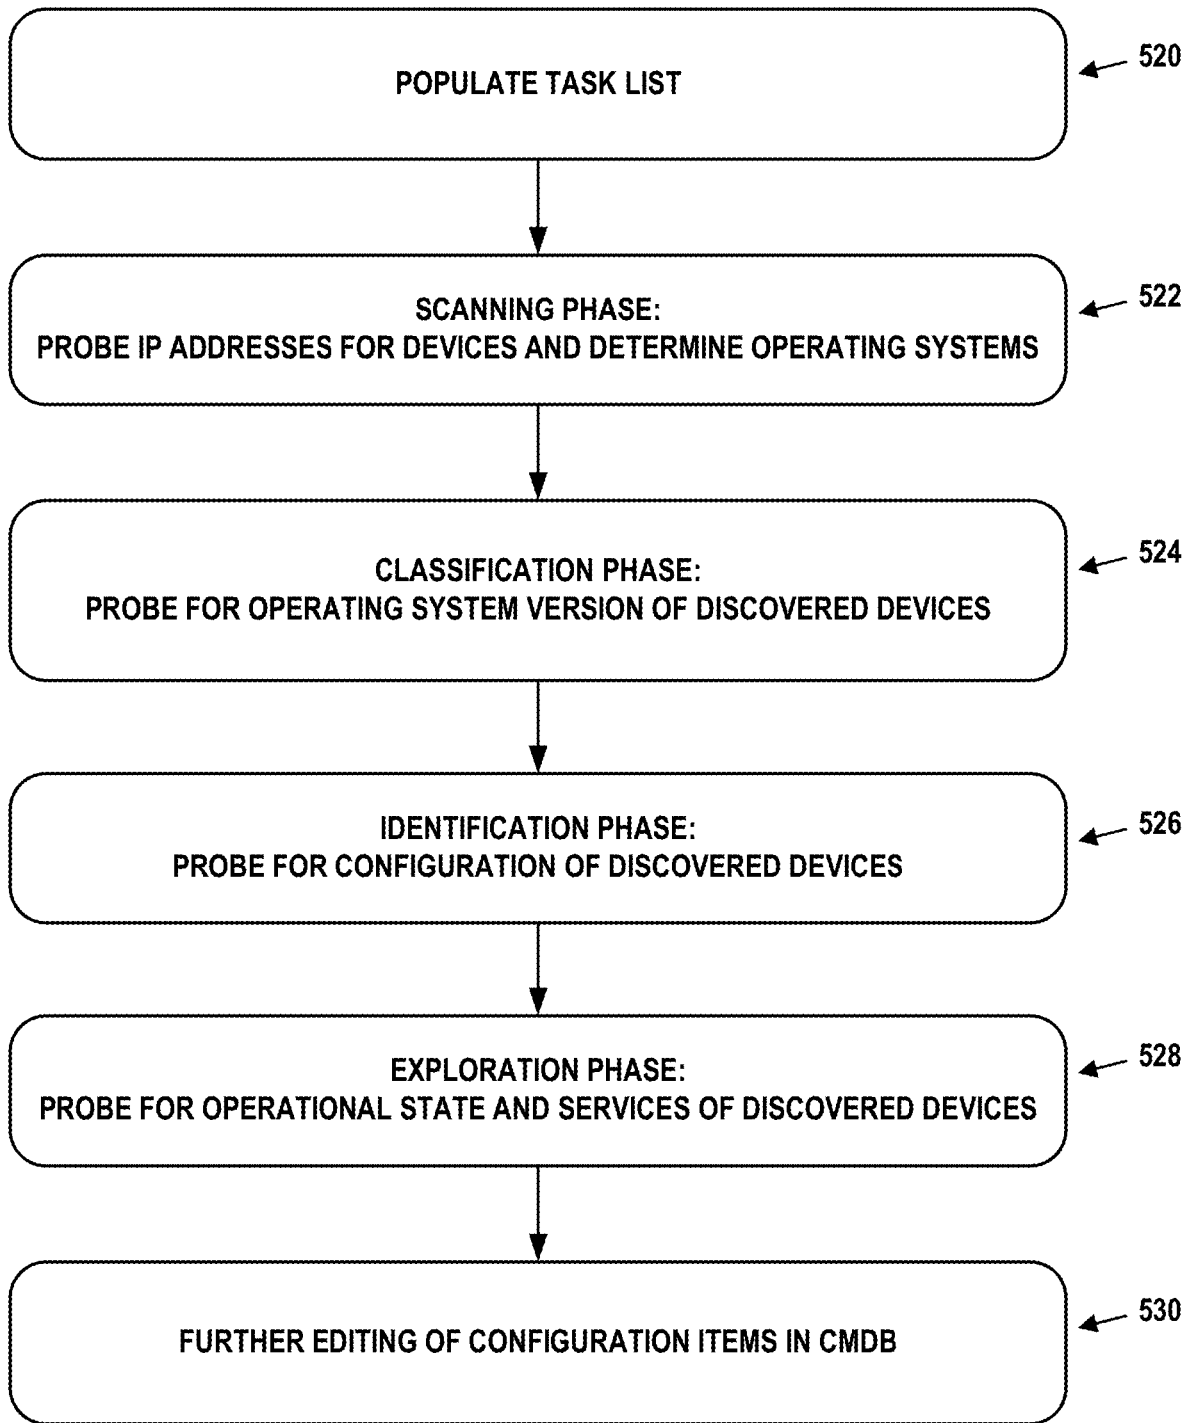 POPULATE TASK LIST
520
SCANNING PHASE:
PROBE IP ADDRESSES FOR DEVICES AND DETERMINE OPERATING SYSTEMS
522
CLASSIFICATION PHASE:
PROBE FOR OPERATING SYSTEM VERSION OF DISCOVERED DEVICES
524
IDENTIFICATION PHASE:
PROBE FOR CONFIGURATION OF DISCOVERED DEVICES
526
EXPLORATION PHASE:
PROBE FOR OPERATIONAL STATE AND SERVICES OF DISCOVERED DEVICES
528
FURTHER EDITING OF CONFIGURATION ITEMS IN CMDB
530